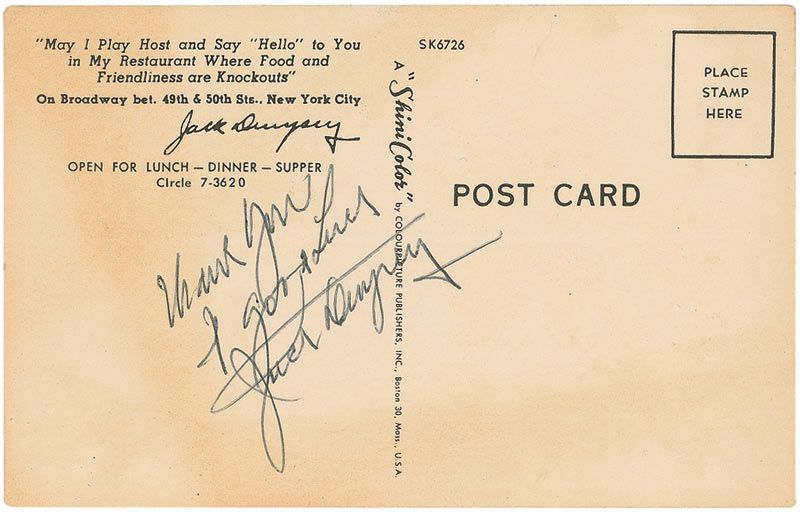 "May I Play Host and Say "Hello" to You
in My Restaurant Where Food and
Friendliness are Knockouts"
On Broadway bet. 49th & 50th Sts., New York City
Jack Dempsey
OPEN FOR LUNCH — DINNER — SUPPER
CIrcle 7-3620
Thank You
& Good Luck
Jack Dempsey
SK6726
A "ShiniColor" by COLOURPICTURE PUBLISHERS, INC., Boston 30, Mass., U.S.A.
PLACE
STAMP
HERE
POST CARD